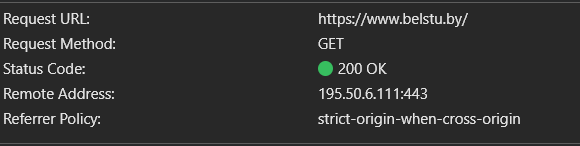 Request URL: https://www.belstu.by/
Request Method: GET
Status Code: 200 OK
Remote Address: 195.50.6.111:443
Referrer Policy: strict-origin-when-cross-origin